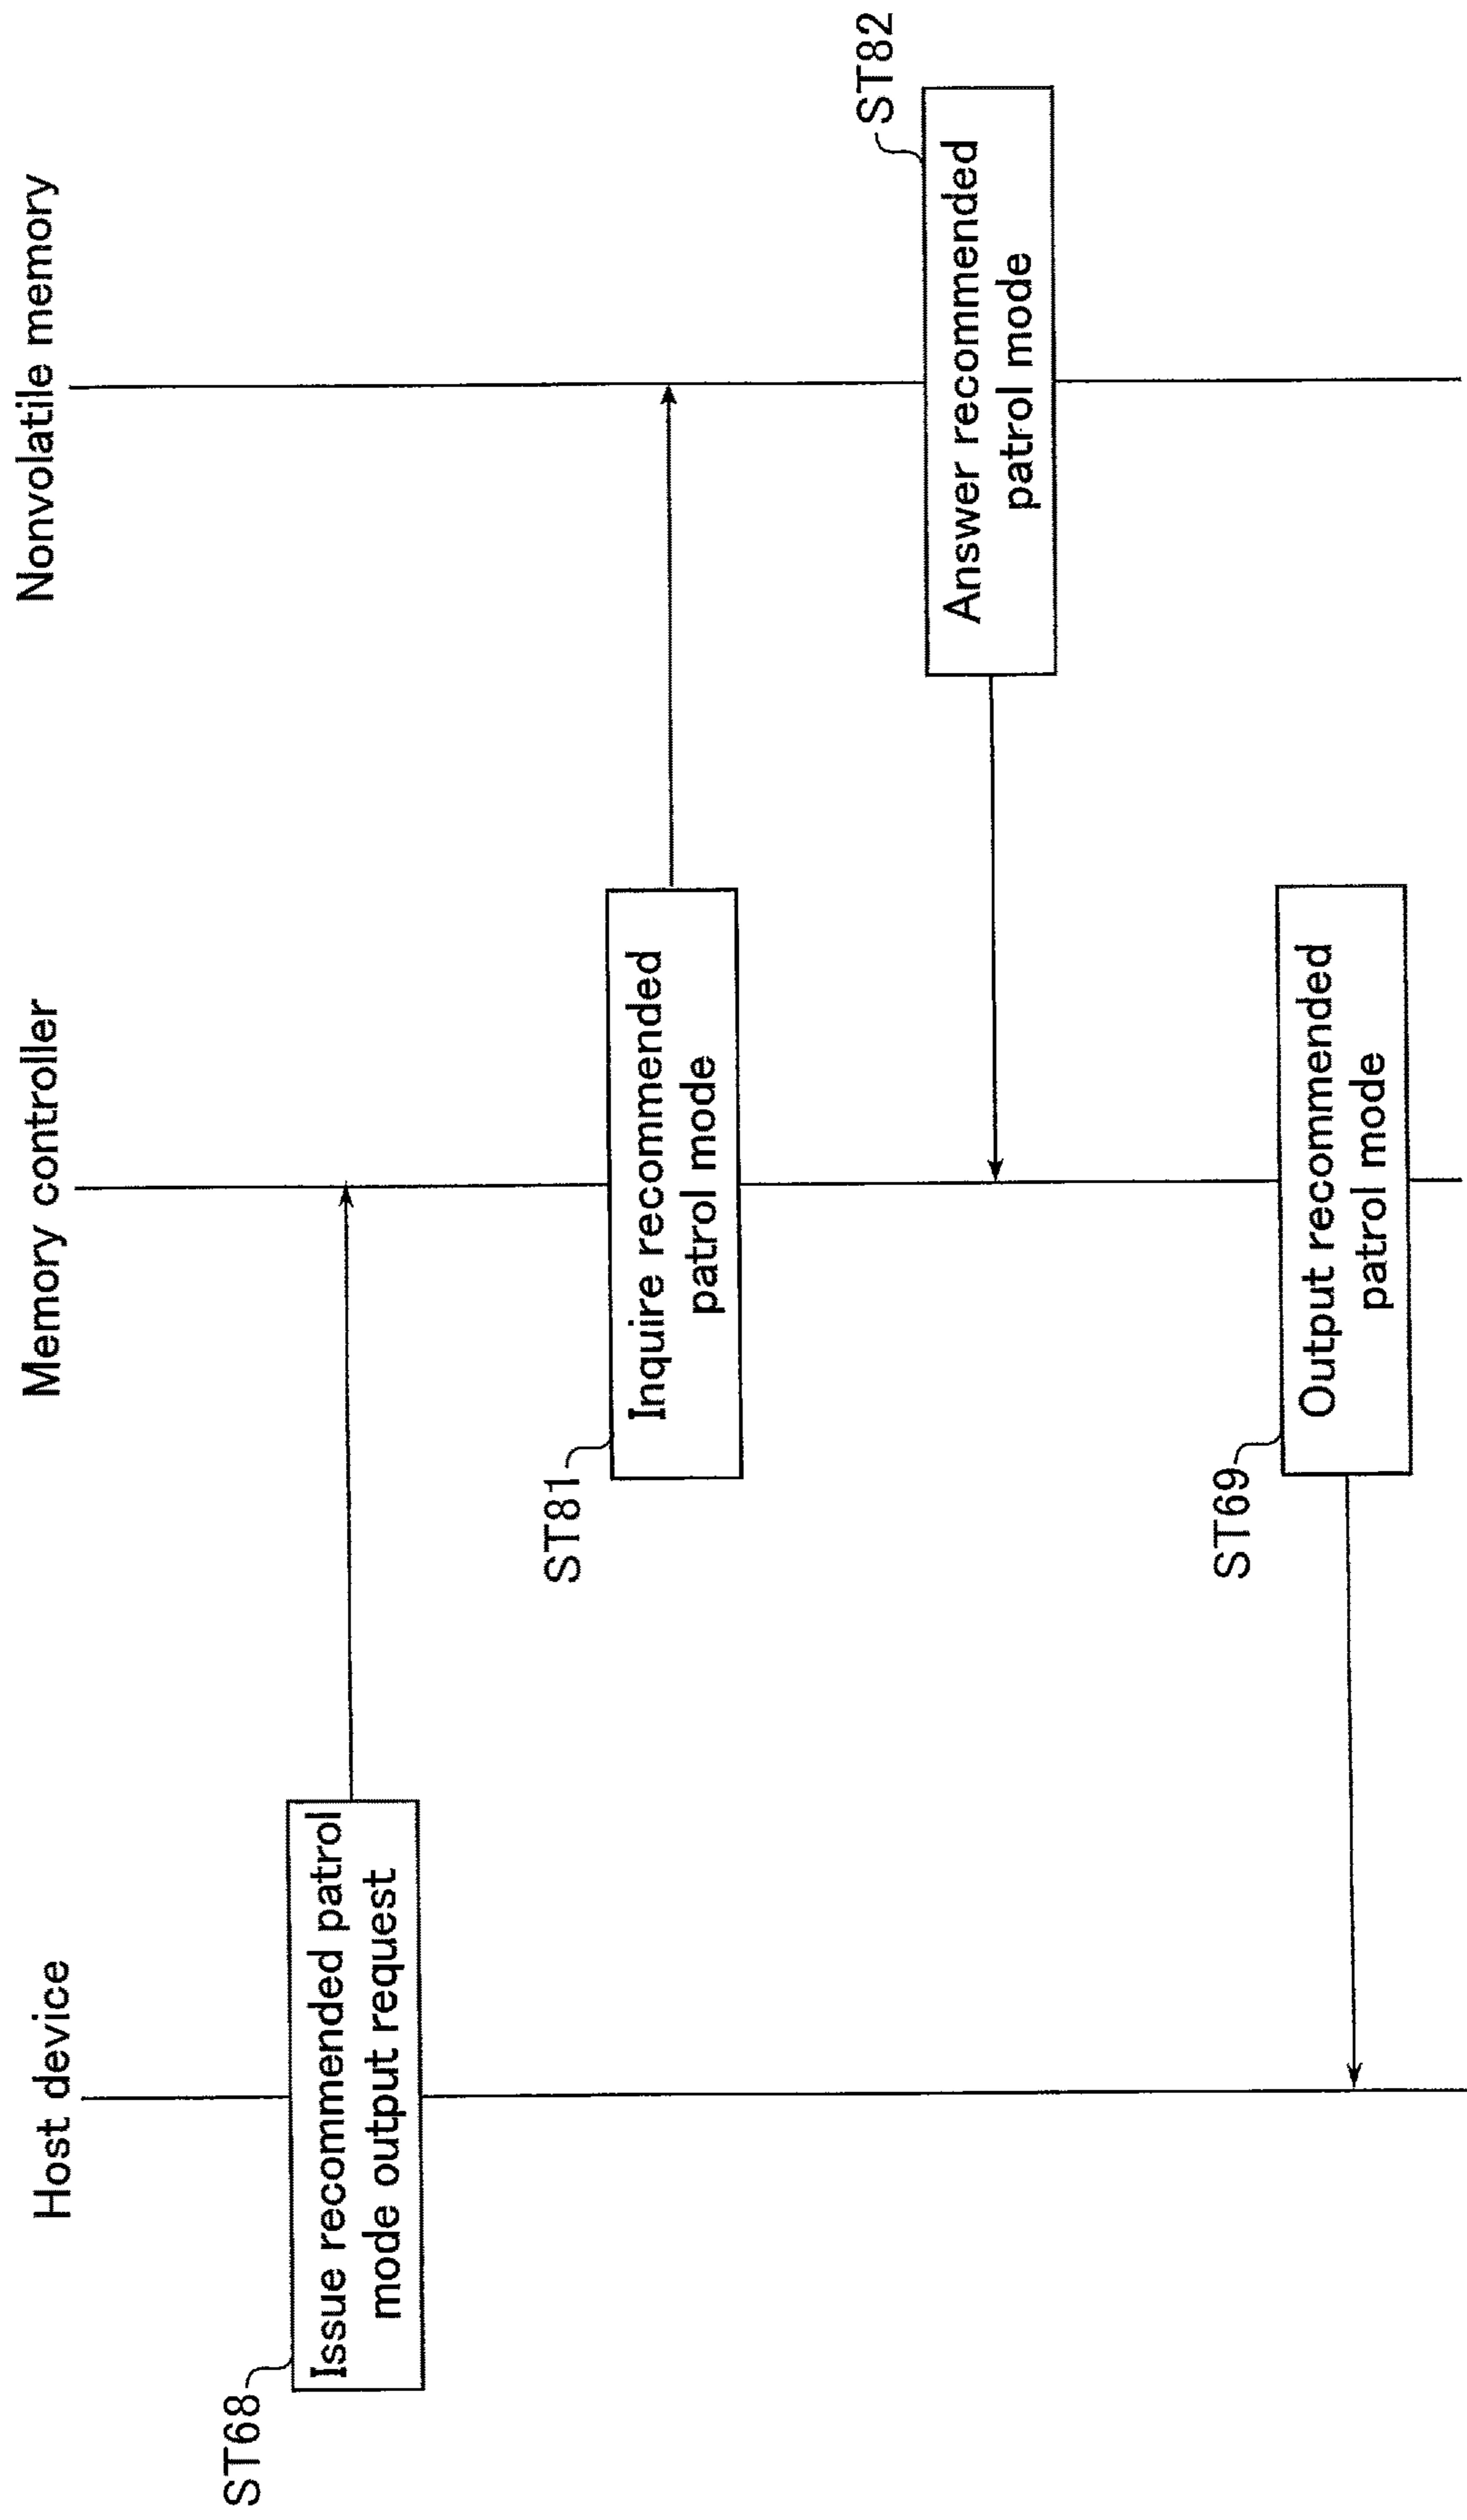 Host device
Memory controller
Nonvolatile memory
ST68
Issue recommended patrol
mode output request
ST81
Inquire recommended
patrol mode
ST82
Answer recommended
patrol mode
ST69
Output recommended
patrol mode